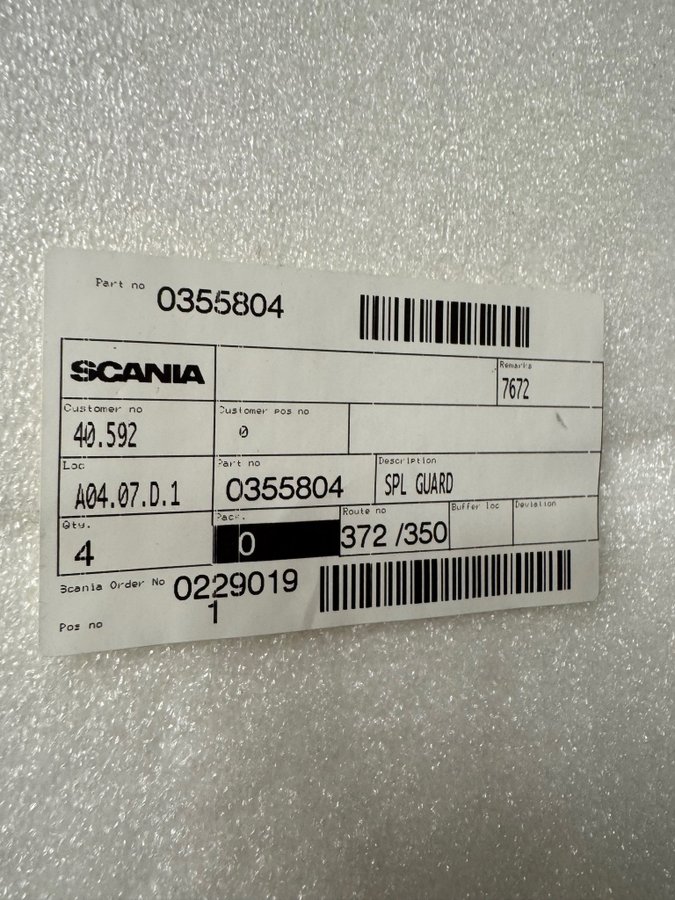 Part no 0355804
SCANIA
Remarks
7672
Customer no
40.592
Customer pos no
0
Loc
A04.07.D.1
Part no
0355804
Description
SPL GUARD
Qty.
4
Pack.
0
Route no
372 /350
Buffer loc
Deviation
Scania Order No 0229019
Pos no 1